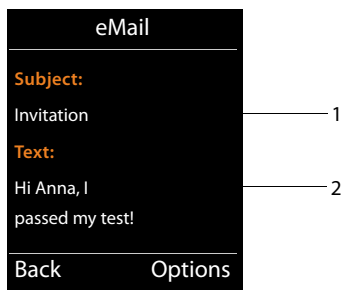 eMail
Subject:
Invitation
1
Text:
Hi Anna, I
2
passed my test!
Back Options